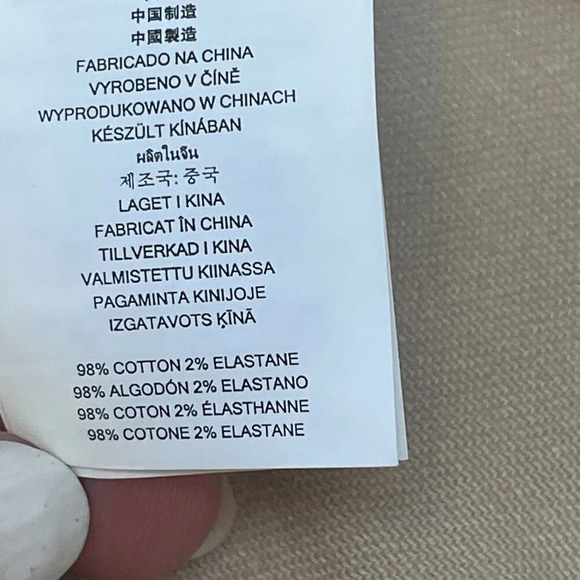 中国制造
中國製造
FABRICADO NA CHINA
VYROBENO V ČÍNĚ
WYPRODUKOWANO W CHINACH
KÉSZÜLT KÍNÁBAN
ผลิตในจีน
제조국: 중국
LAGET I KINA
FABRICAT ÎN CHINA
TILLVERKAD I KINA
VALMISTETTU KIINASSA
PAGAMINTA KINIJOJE
IZGATAVOTS ĶĪNĀ
98% COTTON 2% ELASTANE
98% ALGODÓN 2% ELASTANO
98% COTON 2% ÉLASTHANNE
98% COTONE 2% ELASTANE